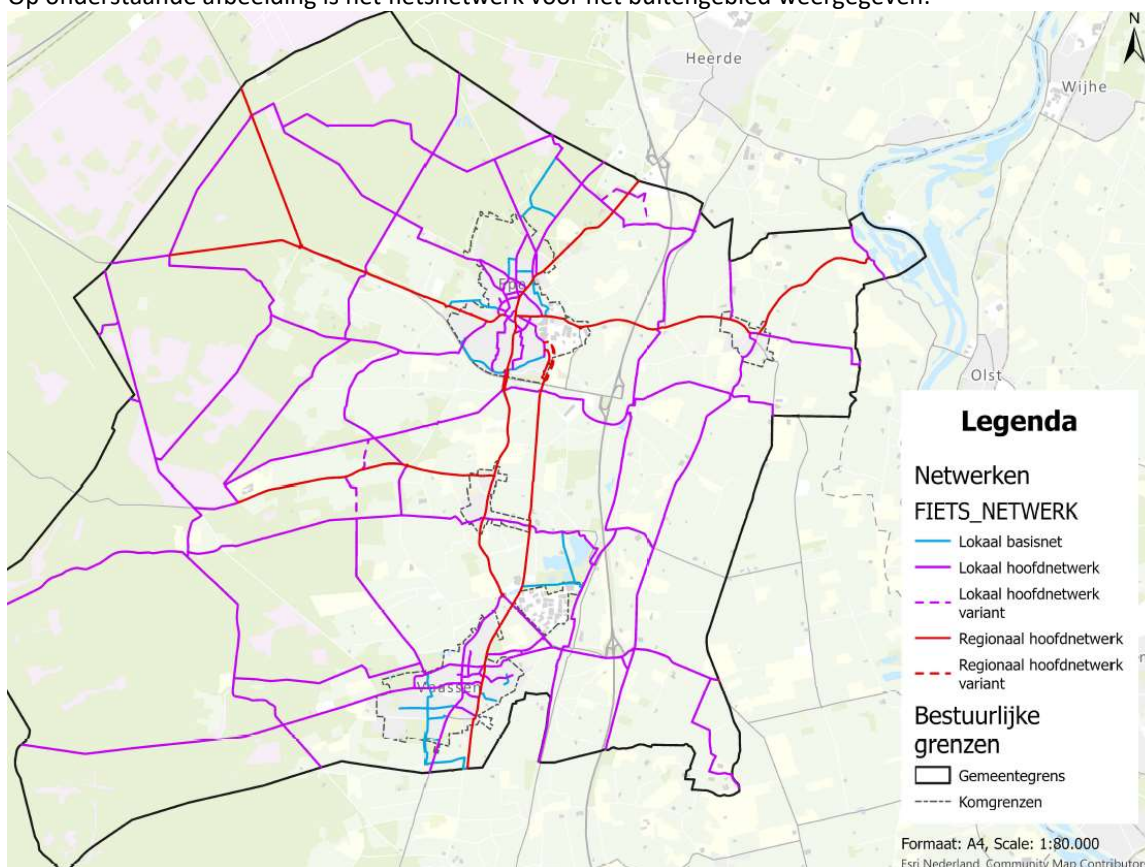 Op onderstaande afbeelding is het fietsnetwerk voor het buitengebied weergegeven.
N
Heerde
Wijhe
Epe
Olst
Vaassen
Legenda
Netwerken
FIETS_NETWERK
Lokaal basisnet
Lokaal hoofdnetwerk
Lokaal hoofdnetwerk
variant
Regionaal hoofdnetwerk
Regionaal hoofdnetwerk
variant
Bestuurlijke
grenzen
Gemeentegrens
Komgrenzen
Formaat: A4, Scale: 1:80.000
Esri Nederland, Community Map Contributor